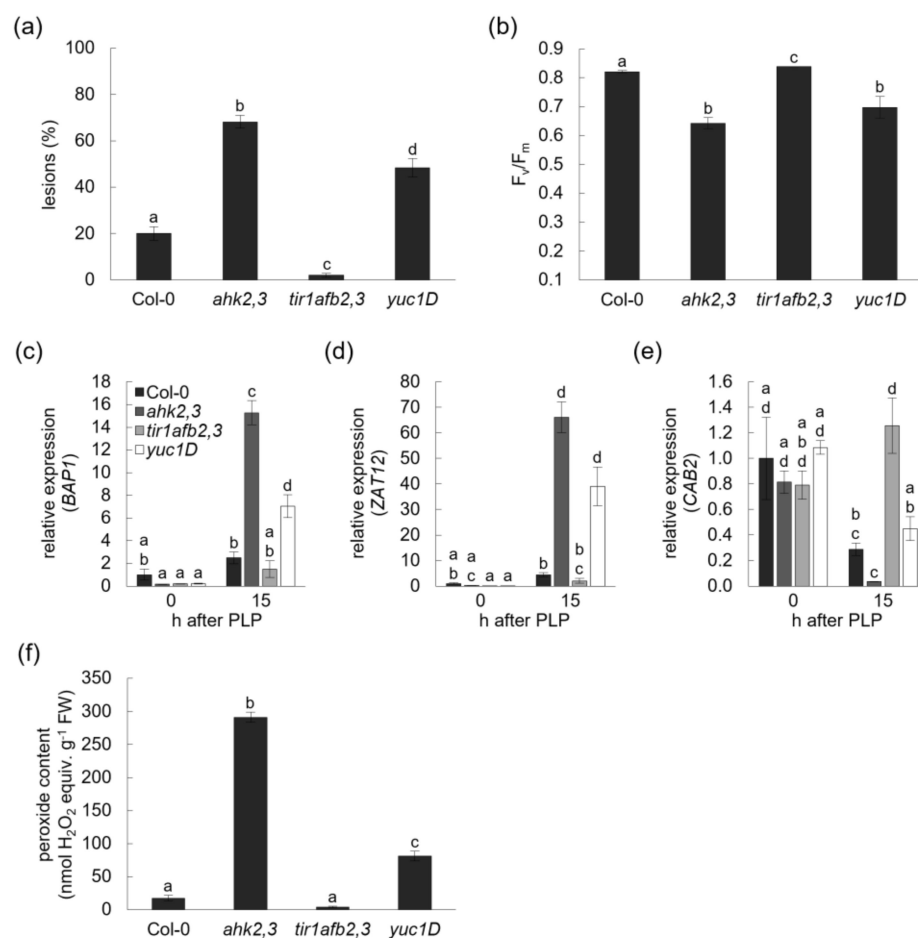 (a)
100
80
60
40
20
0
lesions (%)
a
b
c
d
Col-0 ahk2,3 tir1afb2,3 yuc1D
(b)
0.9
0.8
0.7
0.6
0.5
0.4
0.3
0.2
0.1
Fv/Fm
a
b
c
b
Col-0 ahk2,3 tir1afb2,3 yuc1D
(c)
18
16
14
12
10
8
6
4
2
0
relative expression
(BAP1)
Col-0
ahk2,3
tir1afb2,3
yuc1D
a
b
a
a
a
b
c
a
b
d
0 15
h after PLP
(d)
80
70
60
50
40
30
20
10
0
relative expression
(ZAT12)
a
b
a
c
a
a
b
d
b
c
d
0 15
h after PLP
(e)
1.6
1.4
1.2
1.0
0.8
0.6
0.4
0.2
0
relative expression
(CAB2)
a
d
a
d
a
b
d
a
d
b
c
c
d
a
b
0 15
h after PLP
(f)
350
300
250
200
150
100
50
0
peroxide content
(nmol H₂O₂ equiv. g⁻¹ FW)
a
b
a
c
Col-0 ahk2,3 tir1afb2,3 yuc1D